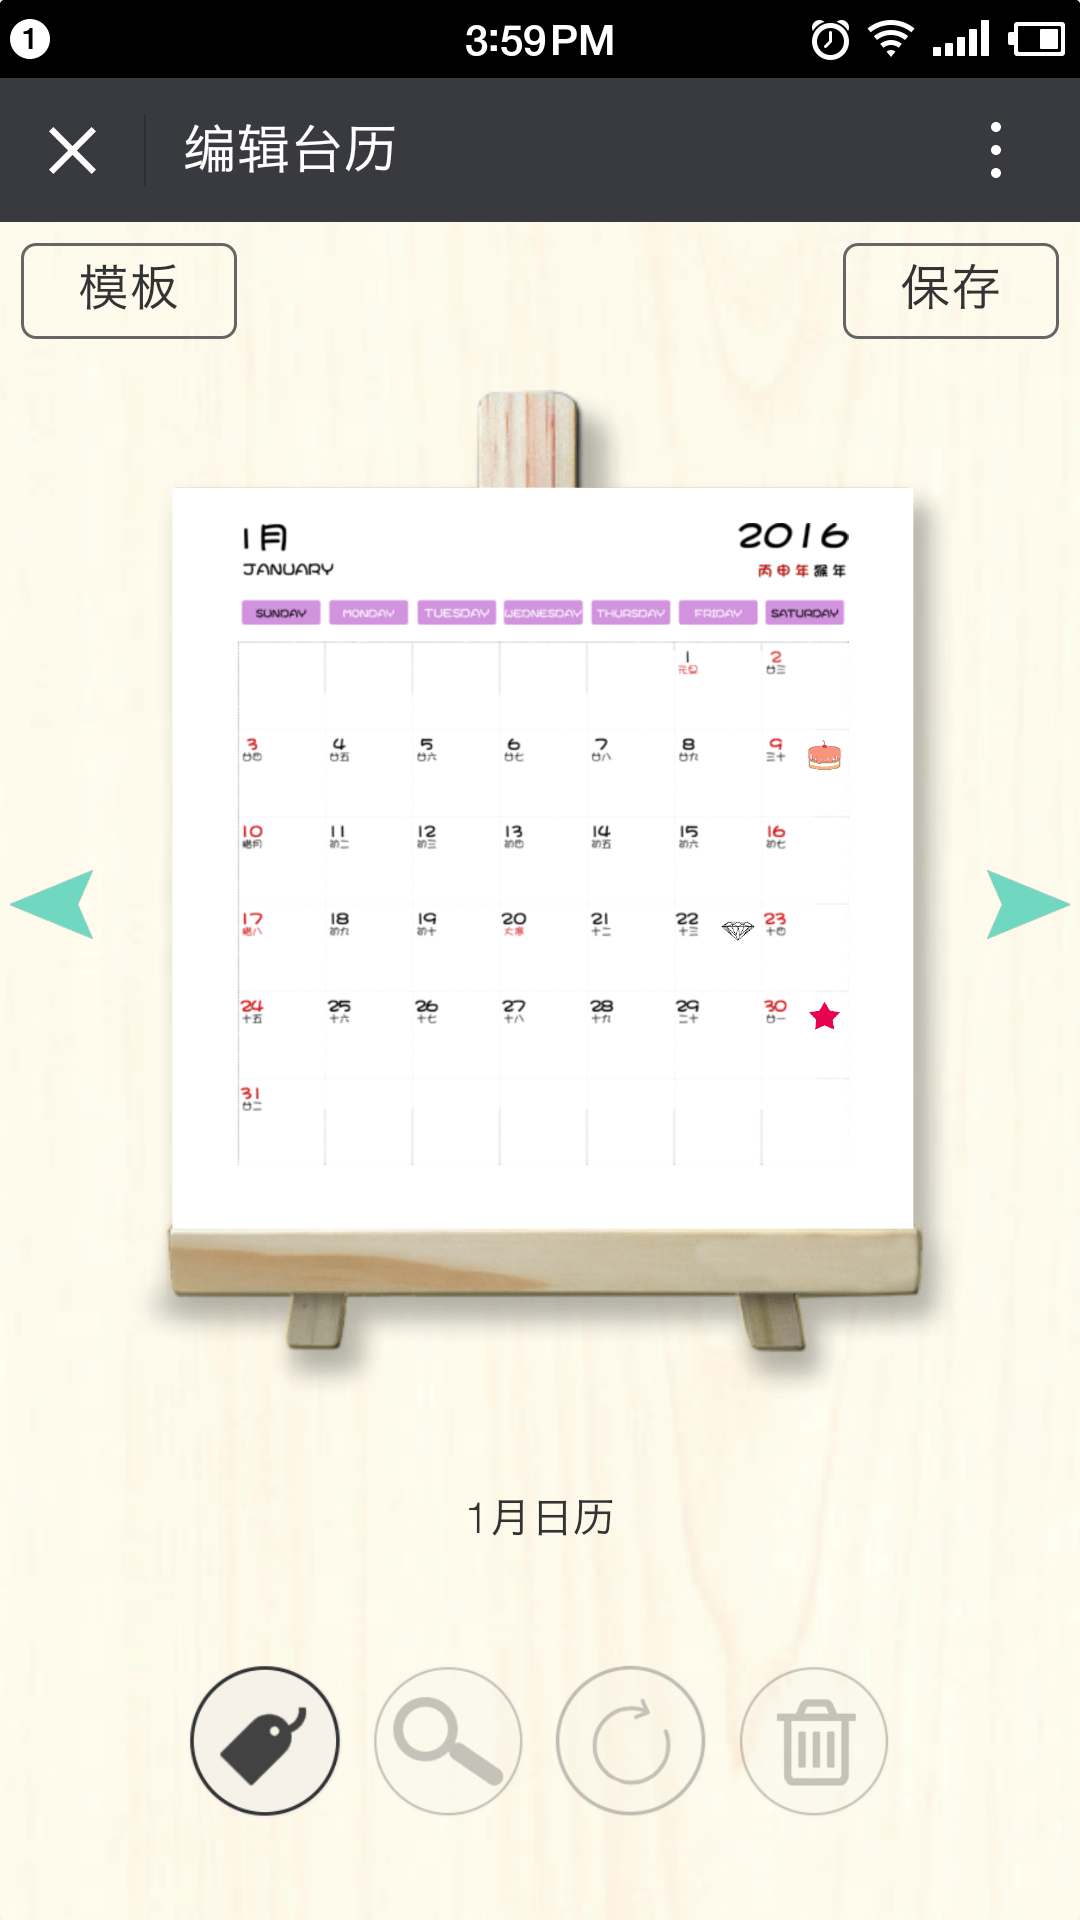 1
3:59PM
编辑台历
模板
保存
1月
2016
JANUARY
丙申年猴年
SUNDAY MONDAY TUESDAY WEDNESDAY THURSDAY FRIDAY SATURDAY
1 2
元旦 廿三
3 4 5 6 7 8 9
廿四 廿五 廿六 廿七 廿八 廿九 三十
10 11 12 13 14 15 16
腊月 初二 初三 初四 初五 初六 初七
17 18 19 20 21 22 23
腊八 初九 初十 大寒 十二 十三 十四
24 25 26 27 28 29 30
十五 十六 十七 十八 十九 二十 廿一
31
廿二
1月日历